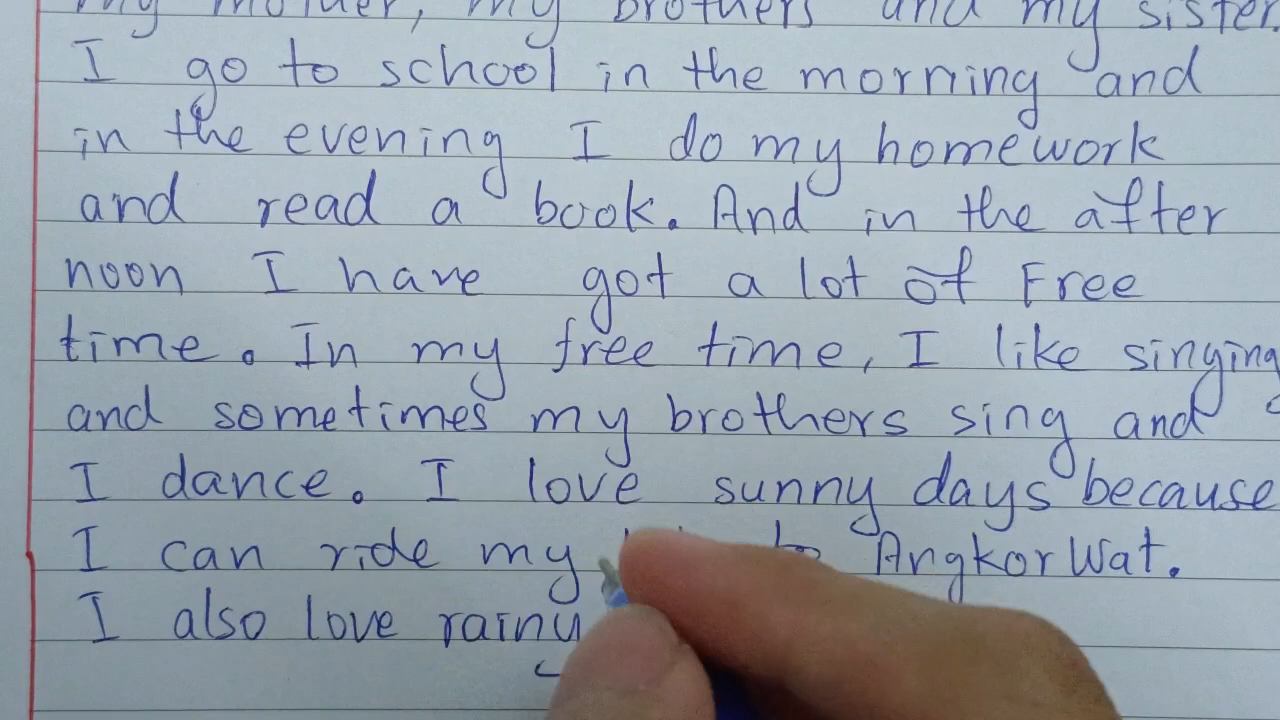 my mother, my brothers and my sister.
I go to school in the morning and
in the evening I do my homework
and read a book. And in the after
noon I have got a lot of Free
time. In my free time, I like singing
and sometimes my brothers sing and
I dance. I love sunny days because
I can ride my to Angkor Wat.
I also love rainy